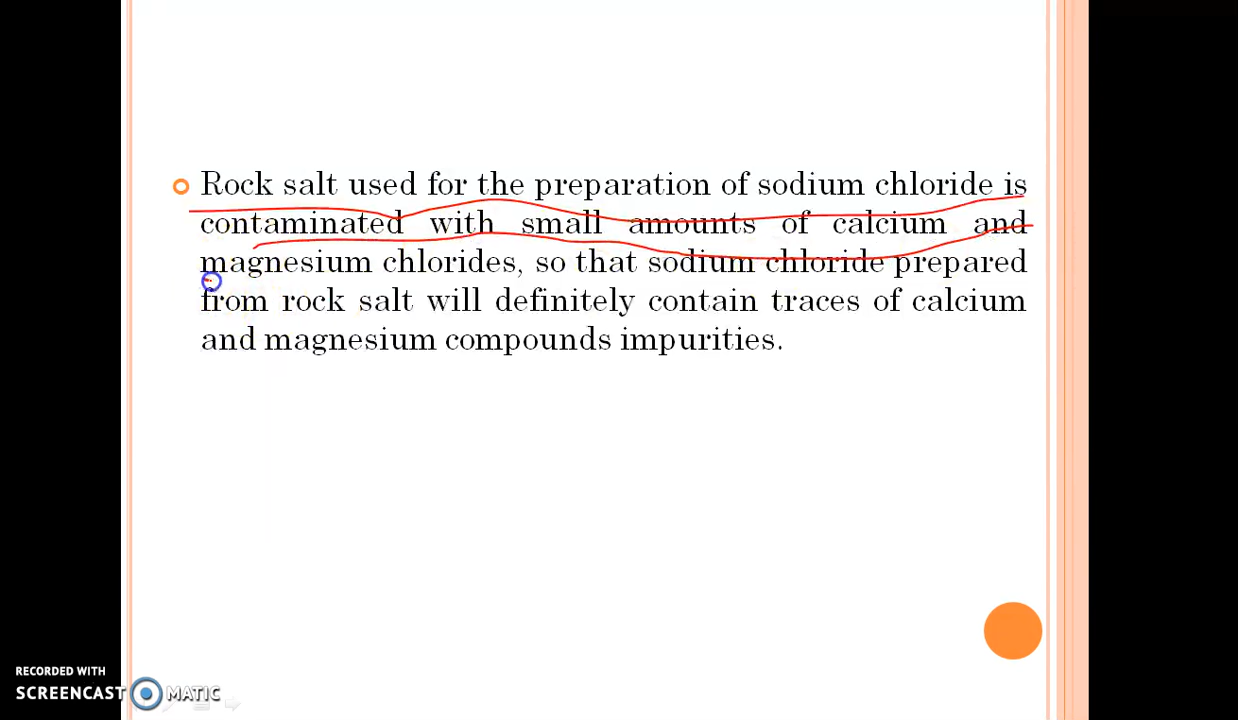 Rock salt used for the preparation of sodium chloride is
contaminated with small amounts of calcium and
magnesium chlorides, so that sodium chloride prepared
from rock salt will definitely contain traces of calcium
and magnesium compounds impurities.
RECORDED WITH
SCREENCAST MATIC